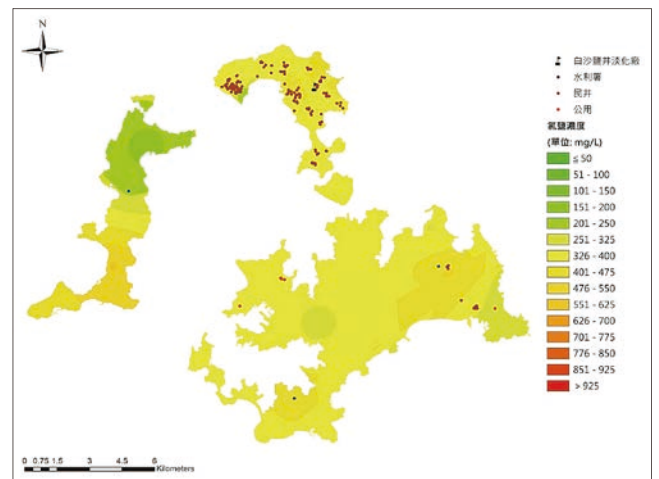 N
白沙鹽井淡化廠
水利署
民井
公用
氯鹽濃度
(單位: mg/L)
≦ 50
51 - 100
101 - 150
151 - 200
201 - 250
251 - 325
326 - 400
401 - 475
476 - 550
551 - 625
626 - 700
701 - 775
776 - 850
851 - 925
> 925
0 0.75 1.5 3 4.5 6
Kilometers